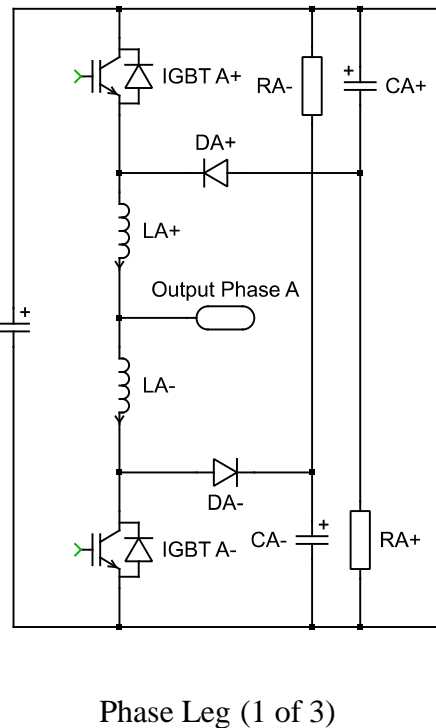 IGBT A+
RA-
+
CA+
DA+
LA+
Output Phase A
+
LA-
DA-
+
IGBT A-
CA-
RA+
Phase Leg (1 of 3)